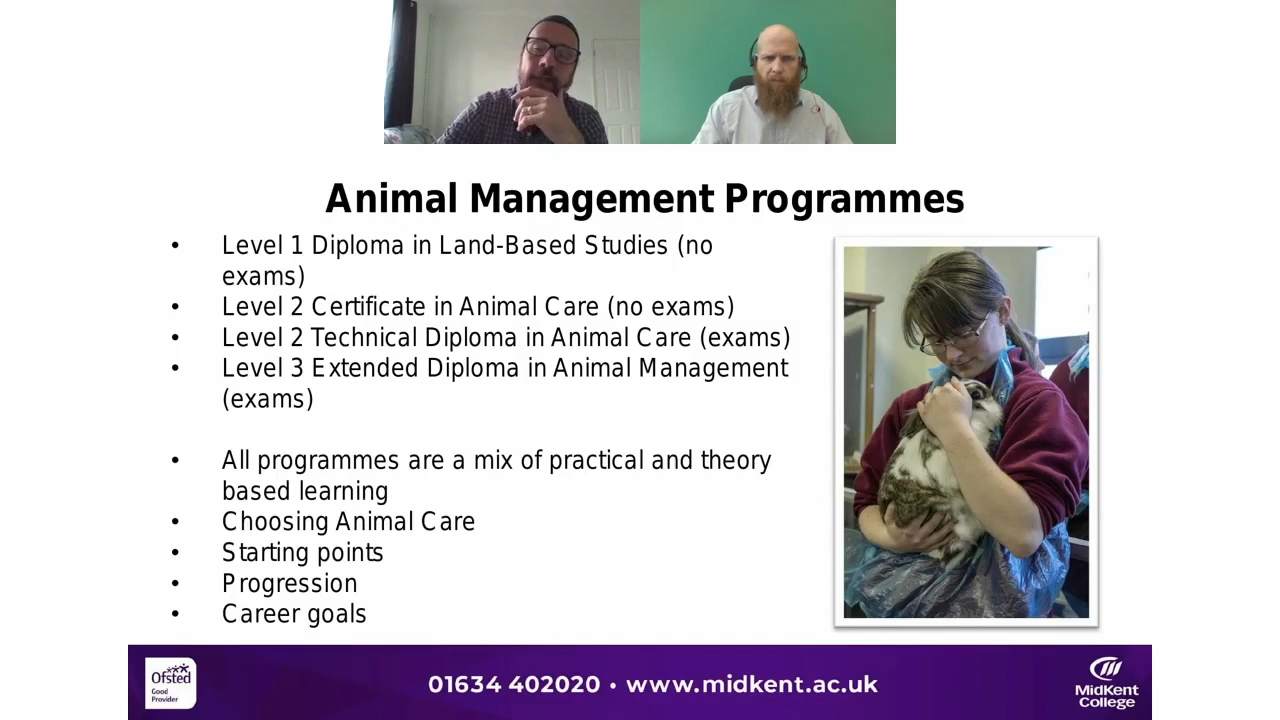 Animal Management Programmes
• Level 1 Diploma in Land-Based Studies (no
exams)
• Level 2 Certificate in Animal Care (no exams)
• Level 2 Technical Diploma in Animal Care (exams)
• Level 3 Extended Diploma in Animal Management
(exams)
• All programmes are a mix of practical and theory
based learning
• Choosing Animal Care
• Starting points
• Progression
• Career goals
Ofsted
Good
Provider
01634 402020 • www.midkent.ac.uk
MidKent
College